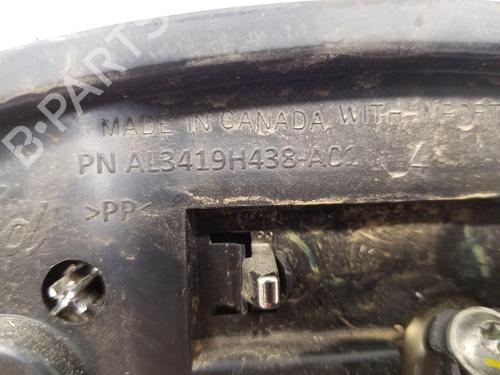 B-PARTS
MADE IN CANADA WITH IMPORT
PN AL3419H438-AC
>PP<